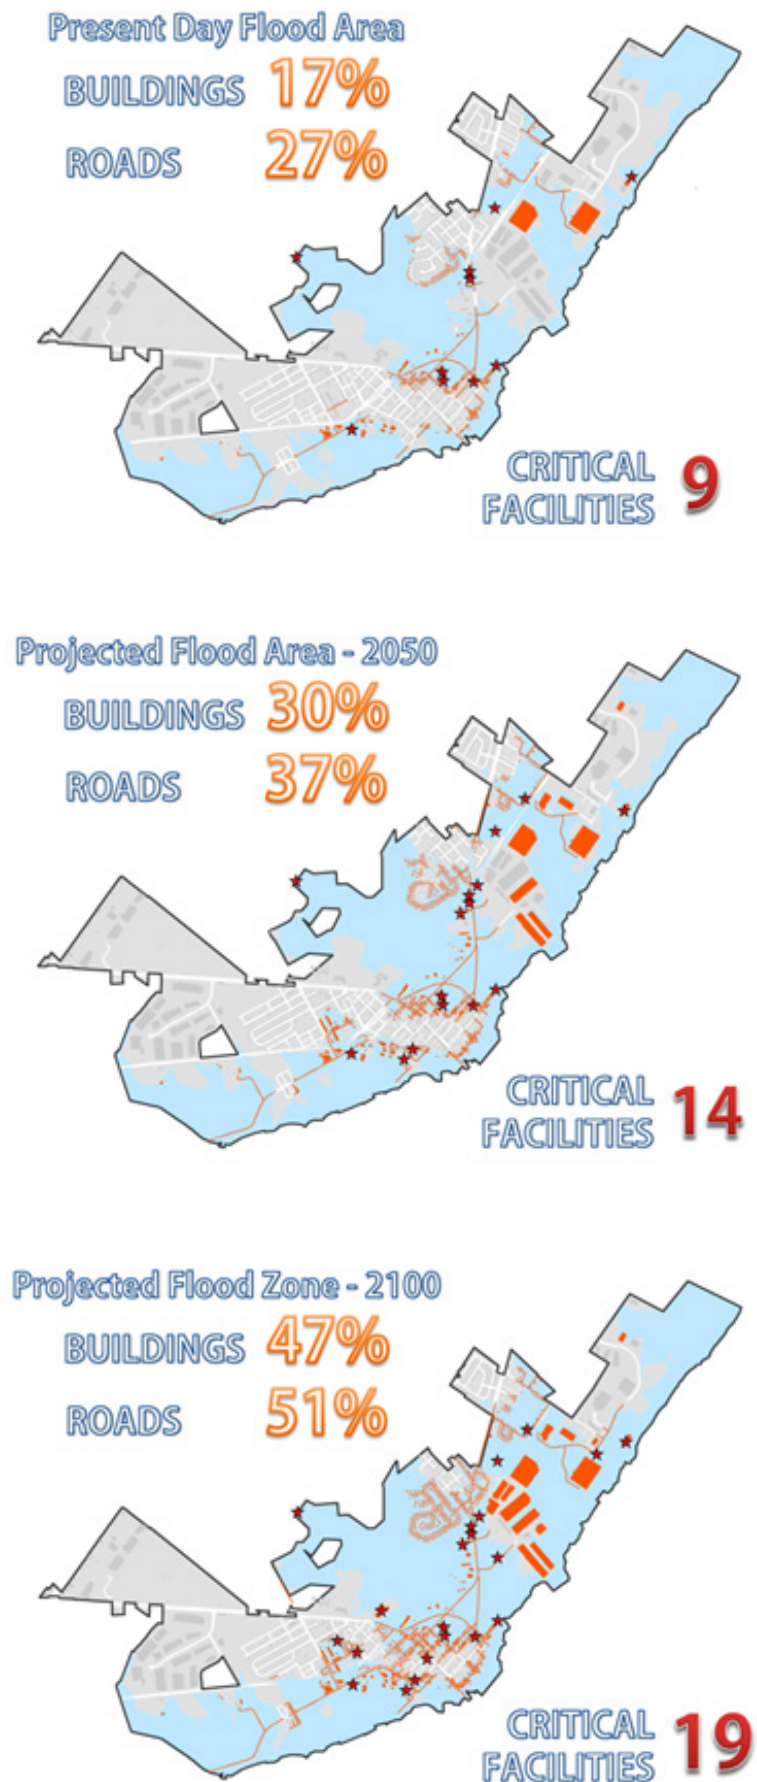 Present Day Flood Area
BUILDINGS 17%
ROADS 27%
CRITICAL
FACILITIES 9
Projected Flood Area - 2050
BUILDINGS 30%
ROADS 37%
CRITICAL
FACILITIES 14
Projected Flood Zone - 2100
BUILDINGS 47%
ROADS 51%
CRITICAL
FACILITIES 19